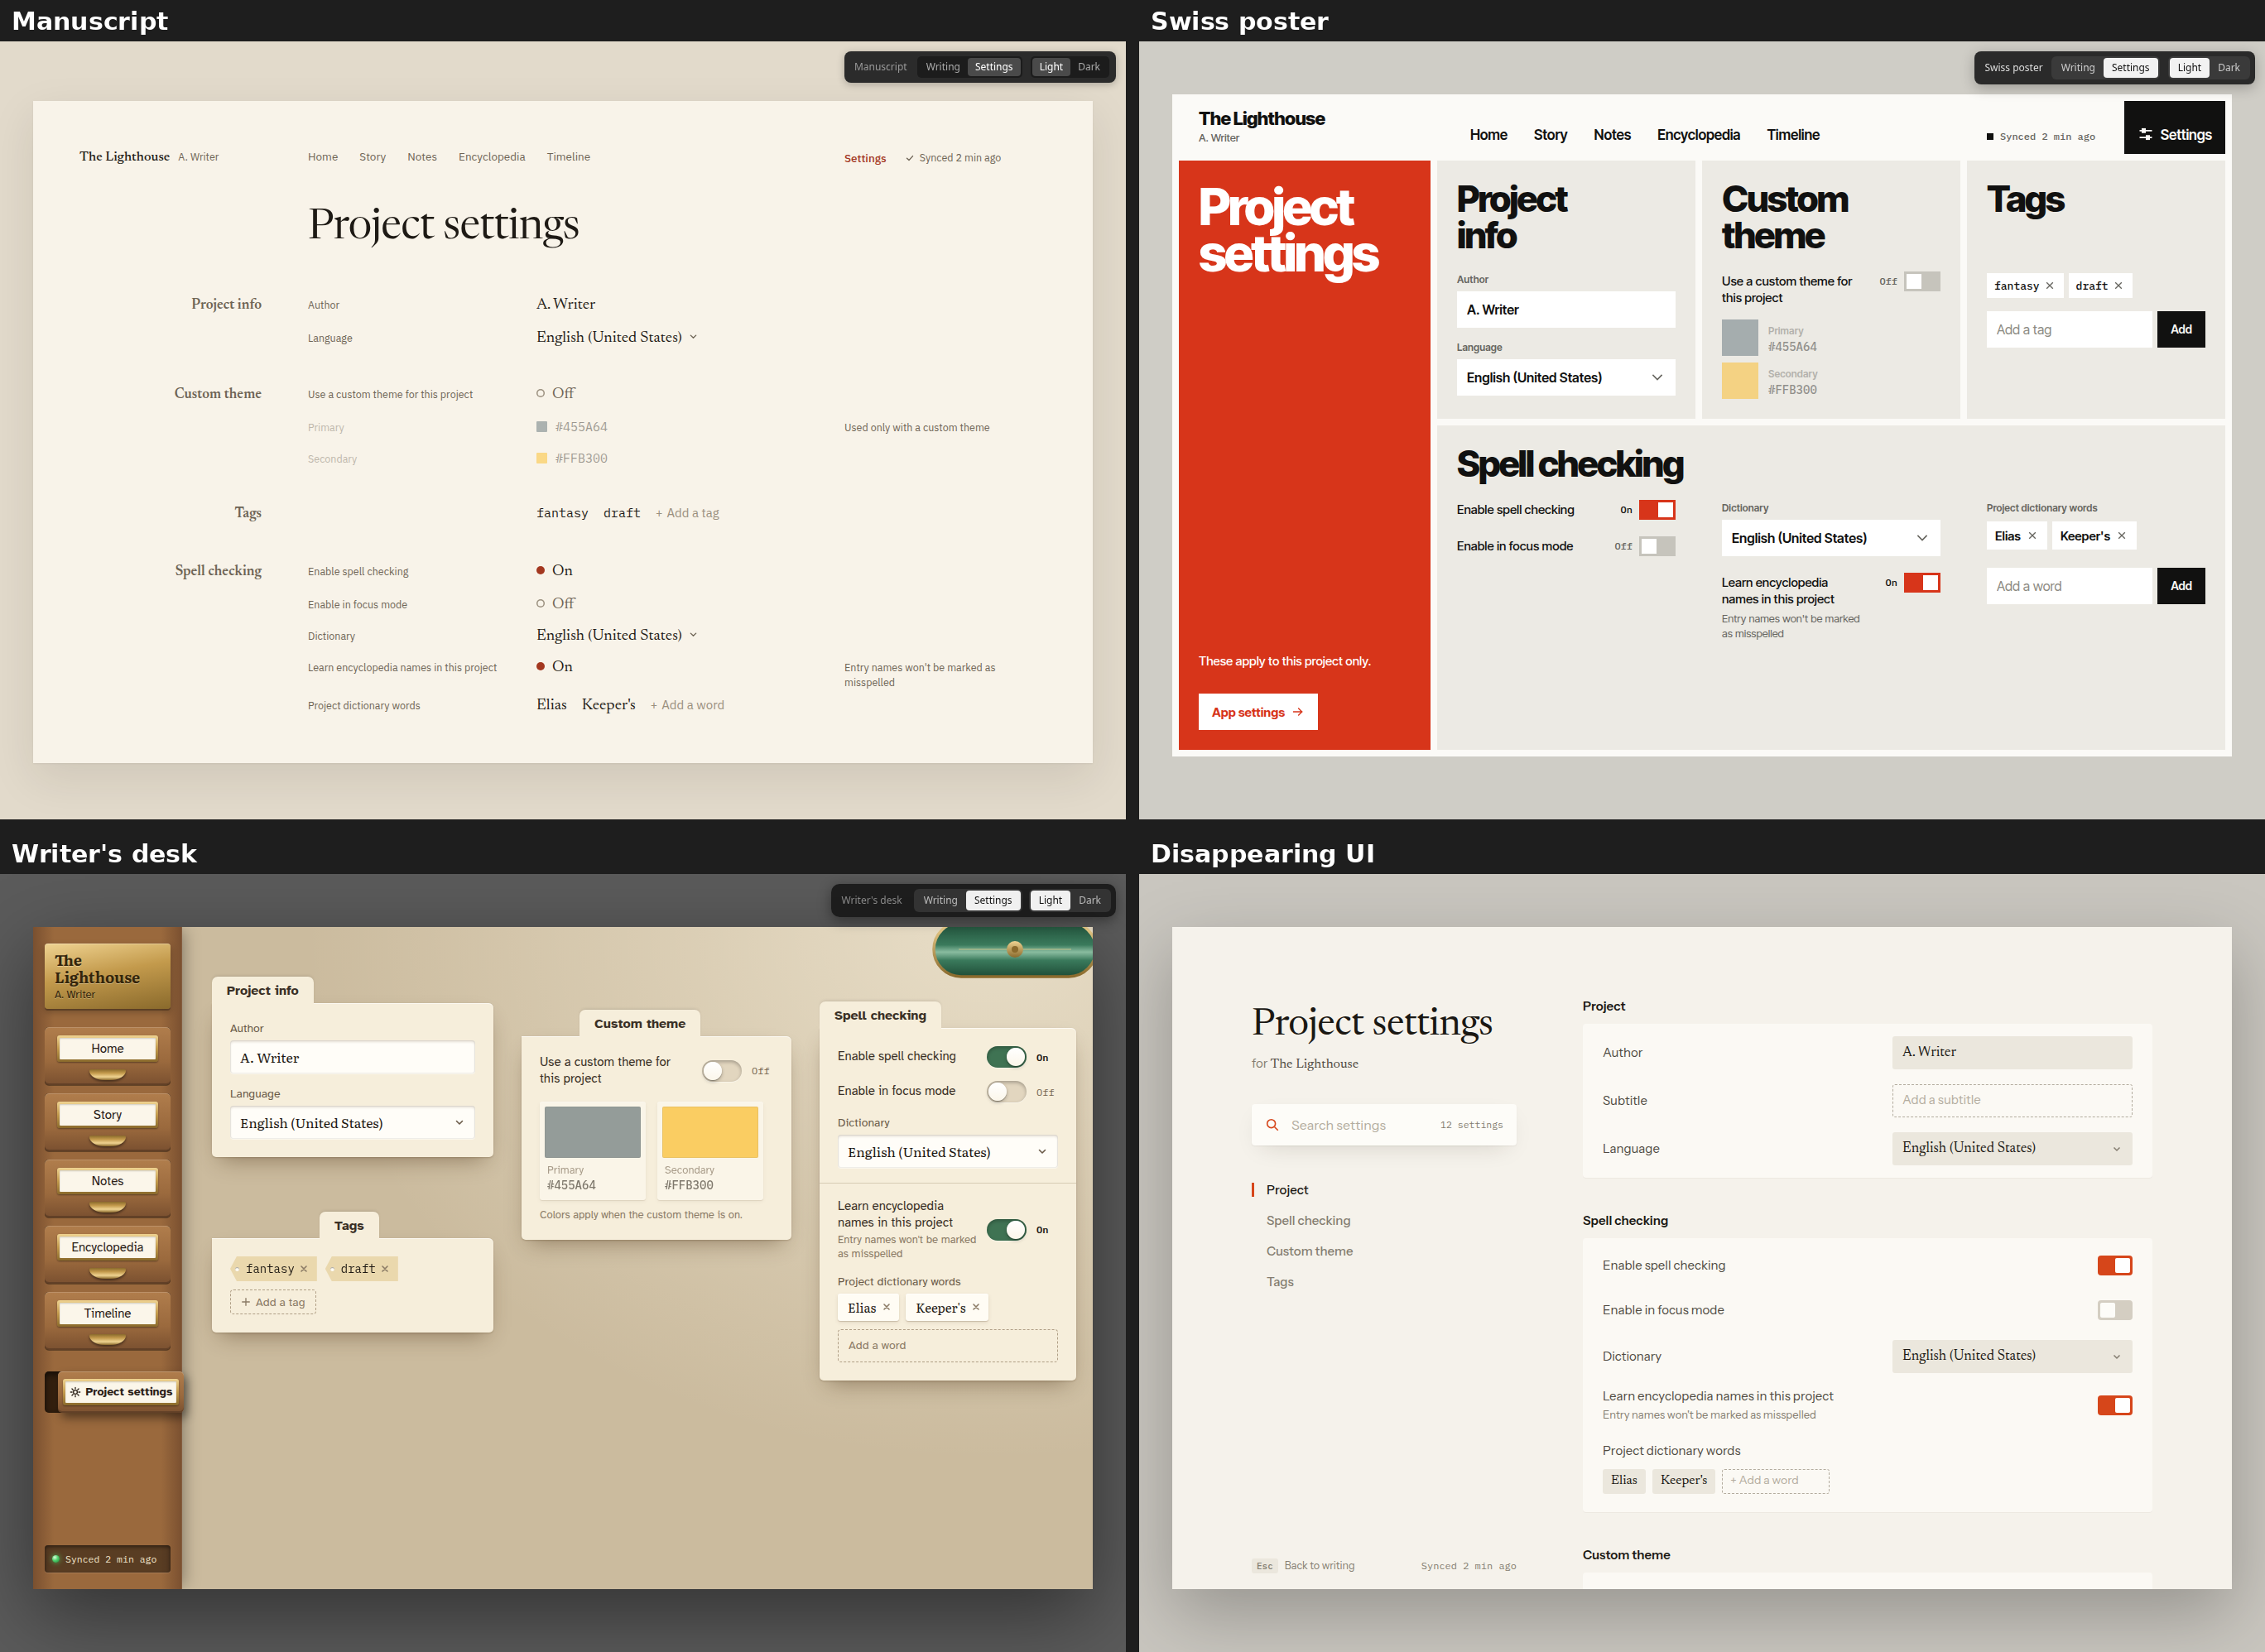 Manuscript
Manuscript Writing Settings Light Dark
The Lighthouse A. Writer Home Story Notes Encyclopedia Timeline Settings Synced 2 min ago
Project settings
Project info Author A. Writer
Language English (United States)
Custom theme Use a custom theme for this project Off
Primary #455A64 Used only with a custom theme
Secondary #FFB300
Tags fantasy draft + Add a tag
Spell checking Enable spell checking On
Enable in focus mode Off
Dictionary English (United States)
Learn encyclopedia names in this project On Entry names won't be marked as
misspelled
Project dictionary words Elias Keeper's + Add a word
Swiss poster
Swiss poster Writing Settings Light Dark
The Lighthouse
A. Writer
Home Story Notes Encyclopedia Timeline Synced 2 min ago Settings
Project
settings
These apply to this project only.
App settings →
Project
info
Author
A. Writer
Language
English (United States)
Custom
theme
Use a custom theme for
this project
Off
Primary
#455A64
Secondary
#FFB300
Tags
fantasy × draft ×
Add a tag Add
Spell checking
Enable spell checking On
Enable in focus mode Off
Dictionary
English (United States)
Learn encyclopedia
names in this project
On
Entry names won't be marked
as misspelled
Project dictionary words
Elias × Keeper's ×
Add a word Add
Writer's desk
Writer's desk Writing Settings Light Dark
The
Lighthouse
A. Writer
Home
Story
Notes
Encyclopedia
Timeline
Project settings
Synced 2 min ago
Project info
Author
A. Writer
Language
English (United States)
Tags
fantasy × draft ×
+ Add a tag
Custom theme
Use a custom theme for
this project
Off
Primary
#455A64
Secondary
#FFB300
Colors apply when the custom theme is on.
Spell checking
Enable spell checking On
Enable in focus mode Off
Dictionary
English (United States)
Learn encyclopedia
names in this project
On
Entry names won't be marked
as misspelled
Project dictionary words
Elias × Keeper's ×
Add a word
Disappearing UI
Project settings
for The Lighthouse
Search settings 12 settings
Project
Spell checking
Custom theme
Tags
Esc Back to writing Synced 2 min ago
Project
Author A. Writer
Subtitle Add a subtitle
Language English (United States)
Spell checking
Enable spell checking
Enable in focus mode
Dictionary English (United States)
Learn encyclopedia names in this project
Entry names won't be marked as misspelled
Project dictionary words
Elias Keeper's + Add a word
Custom theme